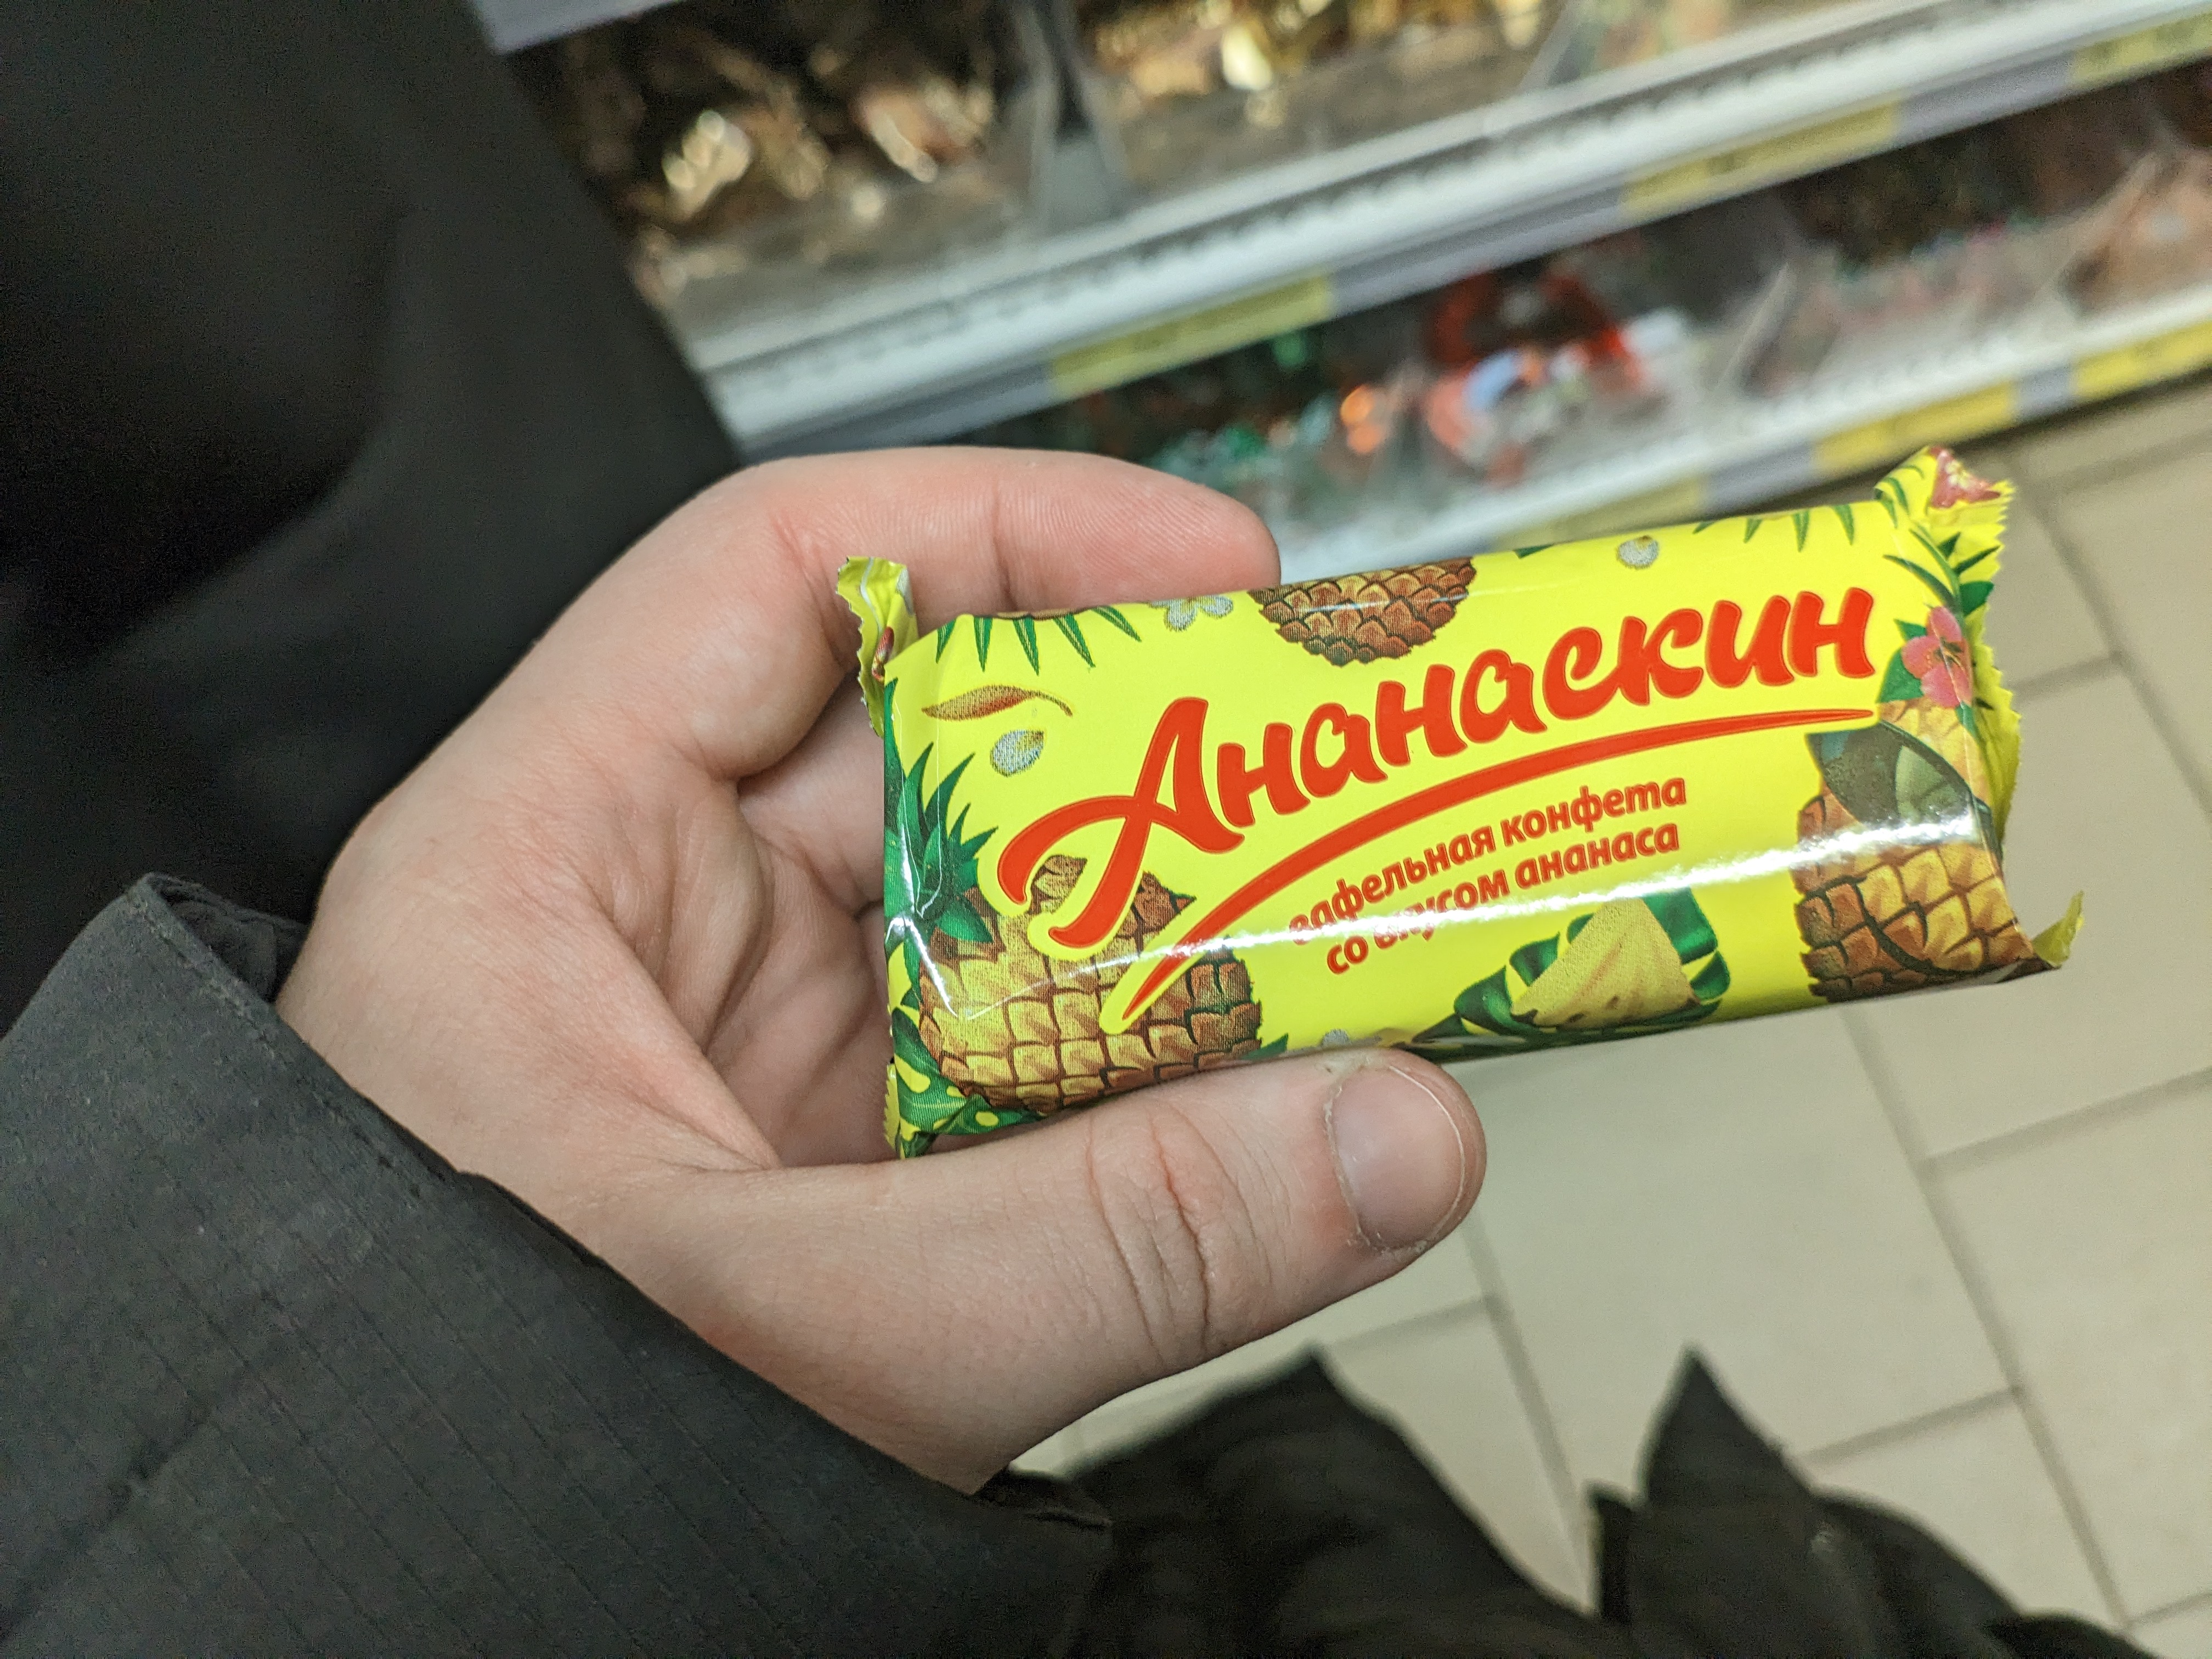 Ананаскин
вафельная конфета
со вкусом ананаса